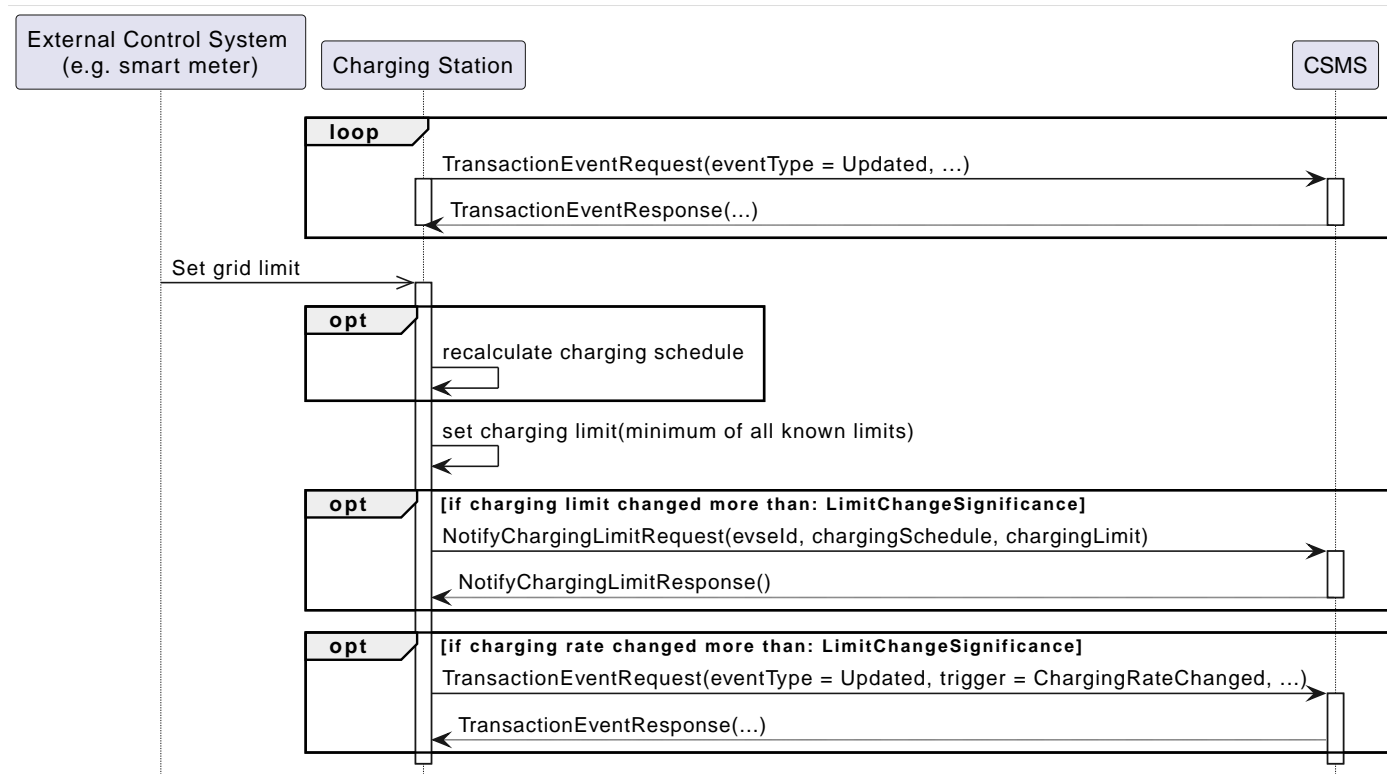 External Control System
(e.g. smart meter)
Charging Station
CSMS
loop
TransactionEventRequest(eventType = Updated, ...)
TransactionEventResponse(...)
Set grid limit
opt
recalculate charging schedule
set charging limit(minimum of all known limits)
opt
[if charging limit changed more than: LimitChangeSignificance]
NotifyChargingLimitRequest(evseId, chargingSchedule, chargingLimit)
NotifyChargingLimitResponse()
opt
[if charging rate changed more than: LimitChangeSignificance]
TransactionEventRequest(eventType = Updated, trigger = ChargingRateChanged, ...)
TransactionEventResponse(...)